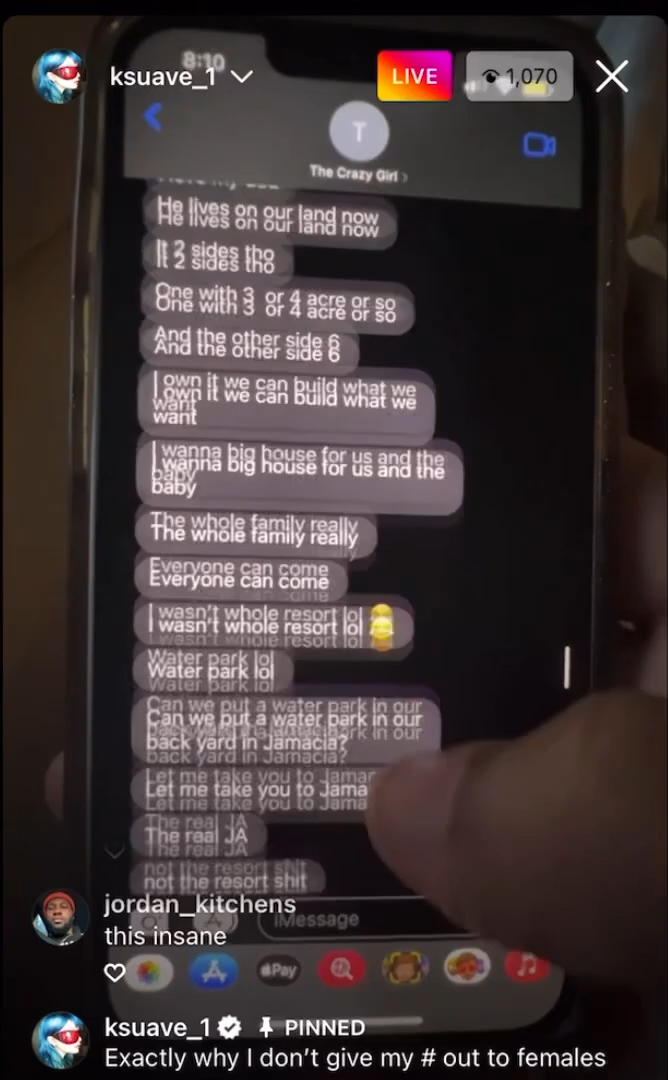 8:10
ksuave_1
LIVE
1,070
T
The Crazy Girl
He lives on our land now
It 2 sides tho
One with 3 or 4 acre or so
And the other side 6
I own it we can build what we
want
I wanna big house for us and the
baby
The whole family really
Everyone can come
I wasn't whole resort lol
Water park lol
Can we put a water park in our
back yard in Jamacia?
Let me take you to
The real JA
not the resort shit
jordan_kitchens
this insane
iMessage
Pay
ksuave_1 PINNED
Exactly why I don't give my # out to females